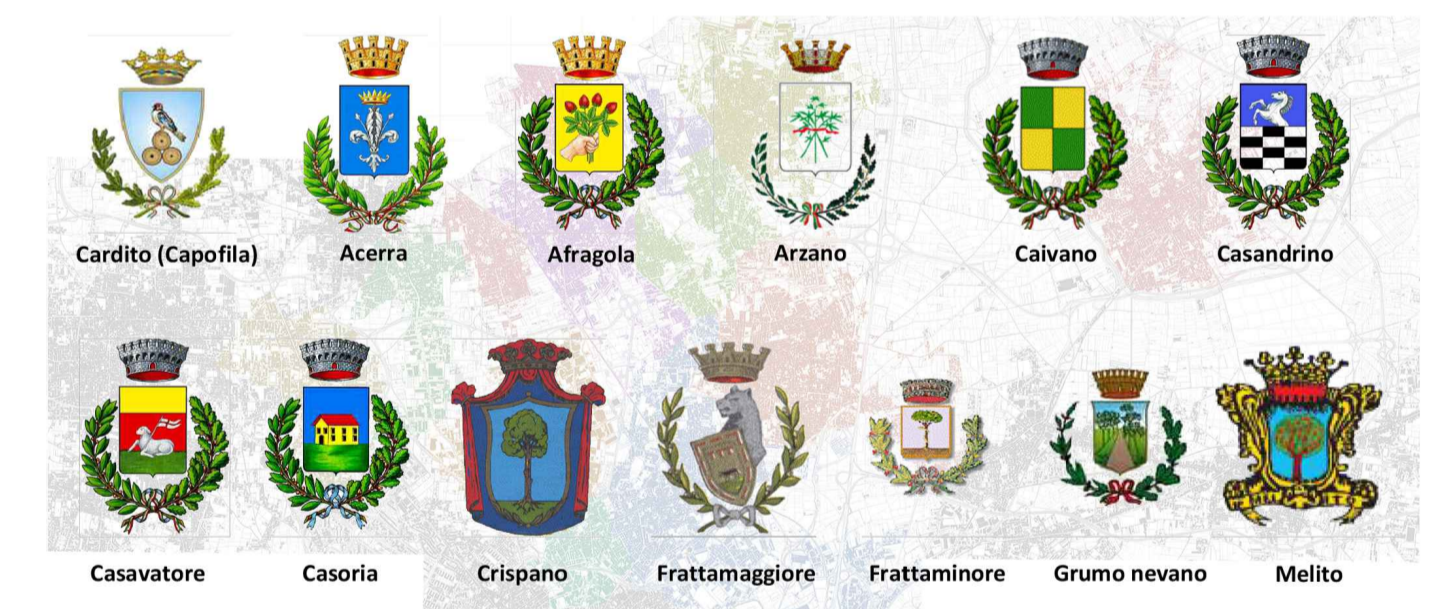 Cardito (Capofila) Acerra Afragola Arzano Caivano Casandrino
Casavatore Casoria Crispano Frattamaggiore Frattaminore Grumo nevano Melito